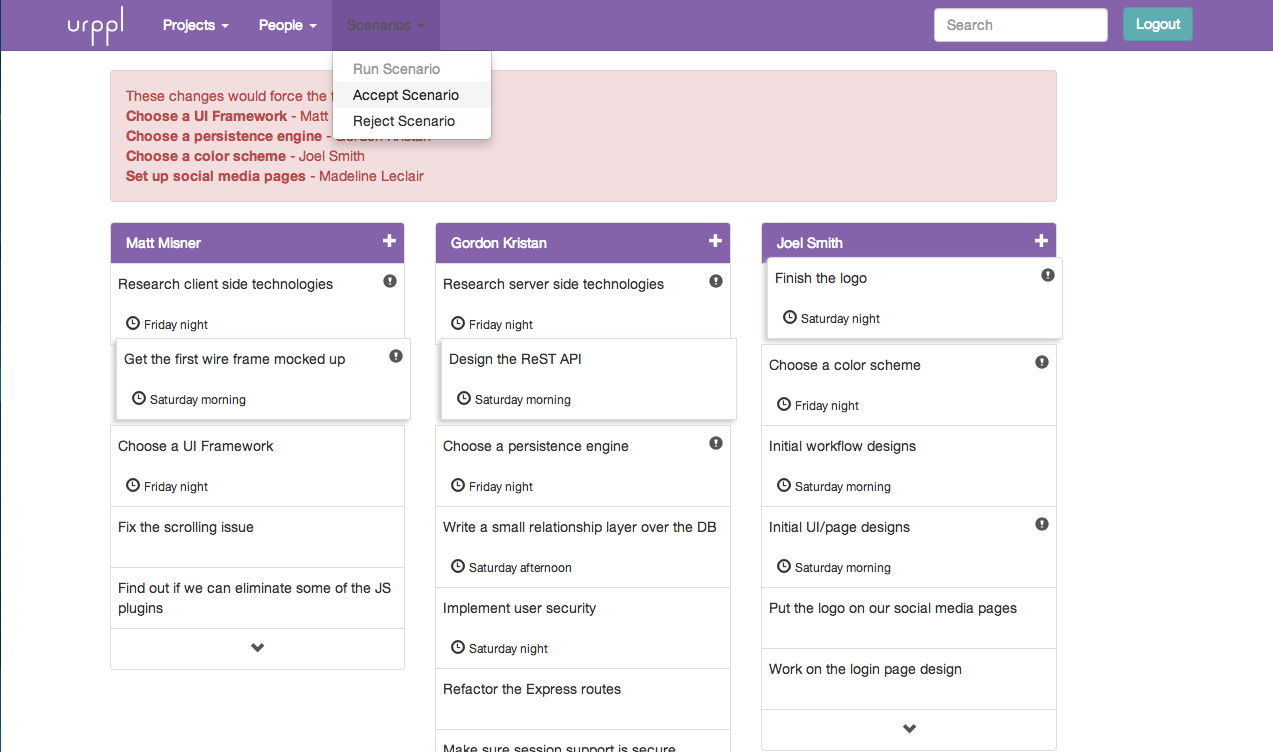 urppl
Projects
People
Scenarios
Search
Logout
Run Scenario
Accept Scenario
Reject Scenario
These changes would force the
Choose a UI Framework - Matt
Choose a persistence engine - Gordon Kristan
Choose a color scheme - Joel Smith
Set up social media pages - Madeline Leclair
Matt Misner
Research client side technologies
Friday night
Get the first wire frame mocked up
Saturday morning
Choose a UI Framework
Friday night
Fix the scrolling issue
Find out if we can eliminate some of the JS
plugins
Gordon Kristan
Research server side technologies
Friday night
Design the ReST API
Saturday morning
Choose a persistence engine
Friday night
Write a small relationship layer over the DB
Saturday afternoon
Implement user security
Saturday night
Refactor the Express routes
Make sure session support is secure
Joel Smith
Finish the logo
Saturday night
Choose a color scheme
Friday night
Initial workflow designs
Saturday morning
Initial UI/page designs
Saturday morning
Put the logo on our social media pages
Work on the login page design